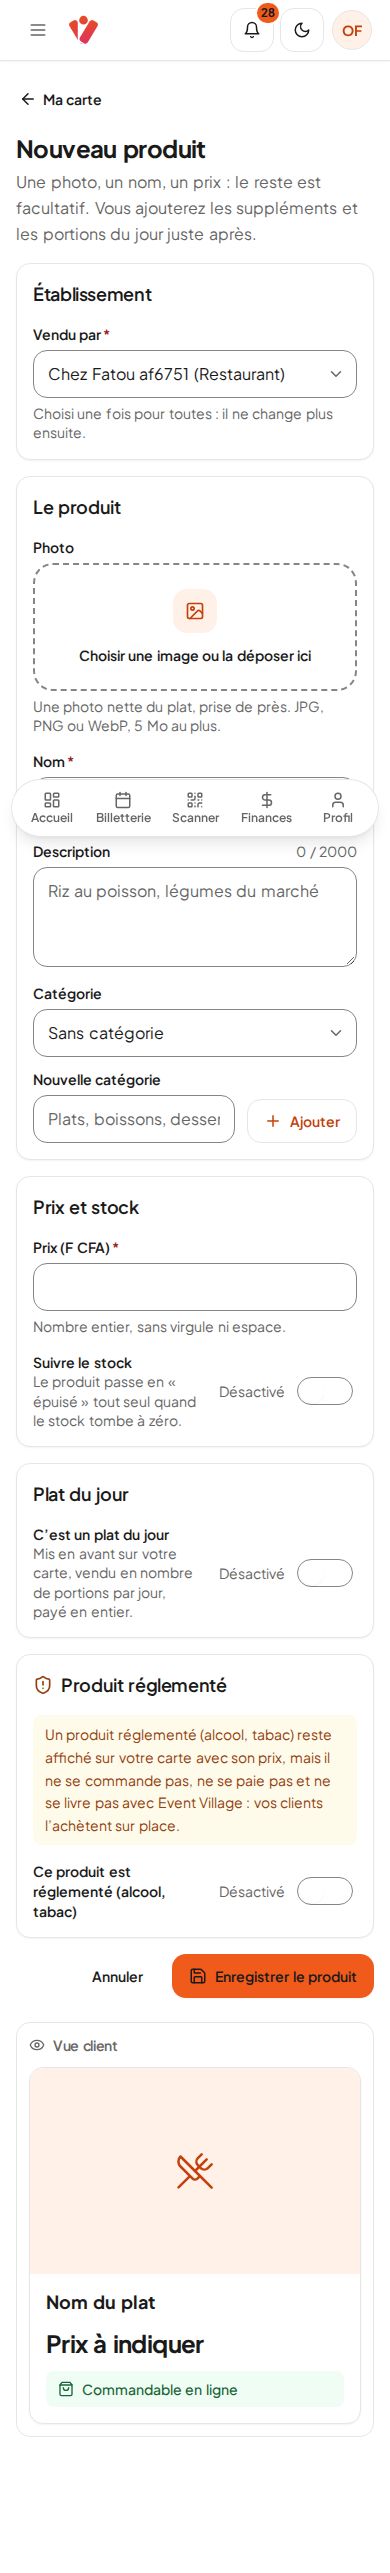 28
OF
Ma carte
Nouveau produit
Une photo, un nom, un prix : le reste est
facultatif. Vous ajouterez les suppléments et
les portions du jour juste après.
Établissement
Vendu par *
Chez Fatou af6751 (Restaurant)
Choisi une fois pour toutes : il ne change plus
ensuite.
Le produit
Photo
Choisir une image ou la déposer ici
Une photo nette du plat, prise de près. JPG,
PNG ou WebP, 5 Mo au plus.
Nom *
Accueil
Billetterie
Scanner
Finances
Profil
Description
0 / 2000
Riz au poisson, légumes du marché
Catégorie
Sans catégorie
Nouvelle catégorie
Plats, boissons, desser
Ajouter
Prix et stock
Prix (F CFA) *
Nombre entier, sans virgule ni espace.
Suivre le stock
Le produit passe en «
épuisé » tout seul quand
le stock tombe à zéro.
Désactivé
Plat du jour
C’est un plat du jour
Mis en avant sur votre
carte, vendu en nombre
de portions par jour,
payé en entier.
Désactivé
Produit réglementé
Un produit réglementé (alcool, tabac) reste
affiché sur votre carte avec son prix, mais il
ne se commande pas, ne se paie pas et ne
se livre pas avec Event Village : vos clients
l’achètent sur place.
Ce produit est
réglementé (alcool,
tabac)
Désactivé
Annuler
Enregistrer le produit
Vue client
Nom du plat
Prix à indiquer
Commandable en ligne